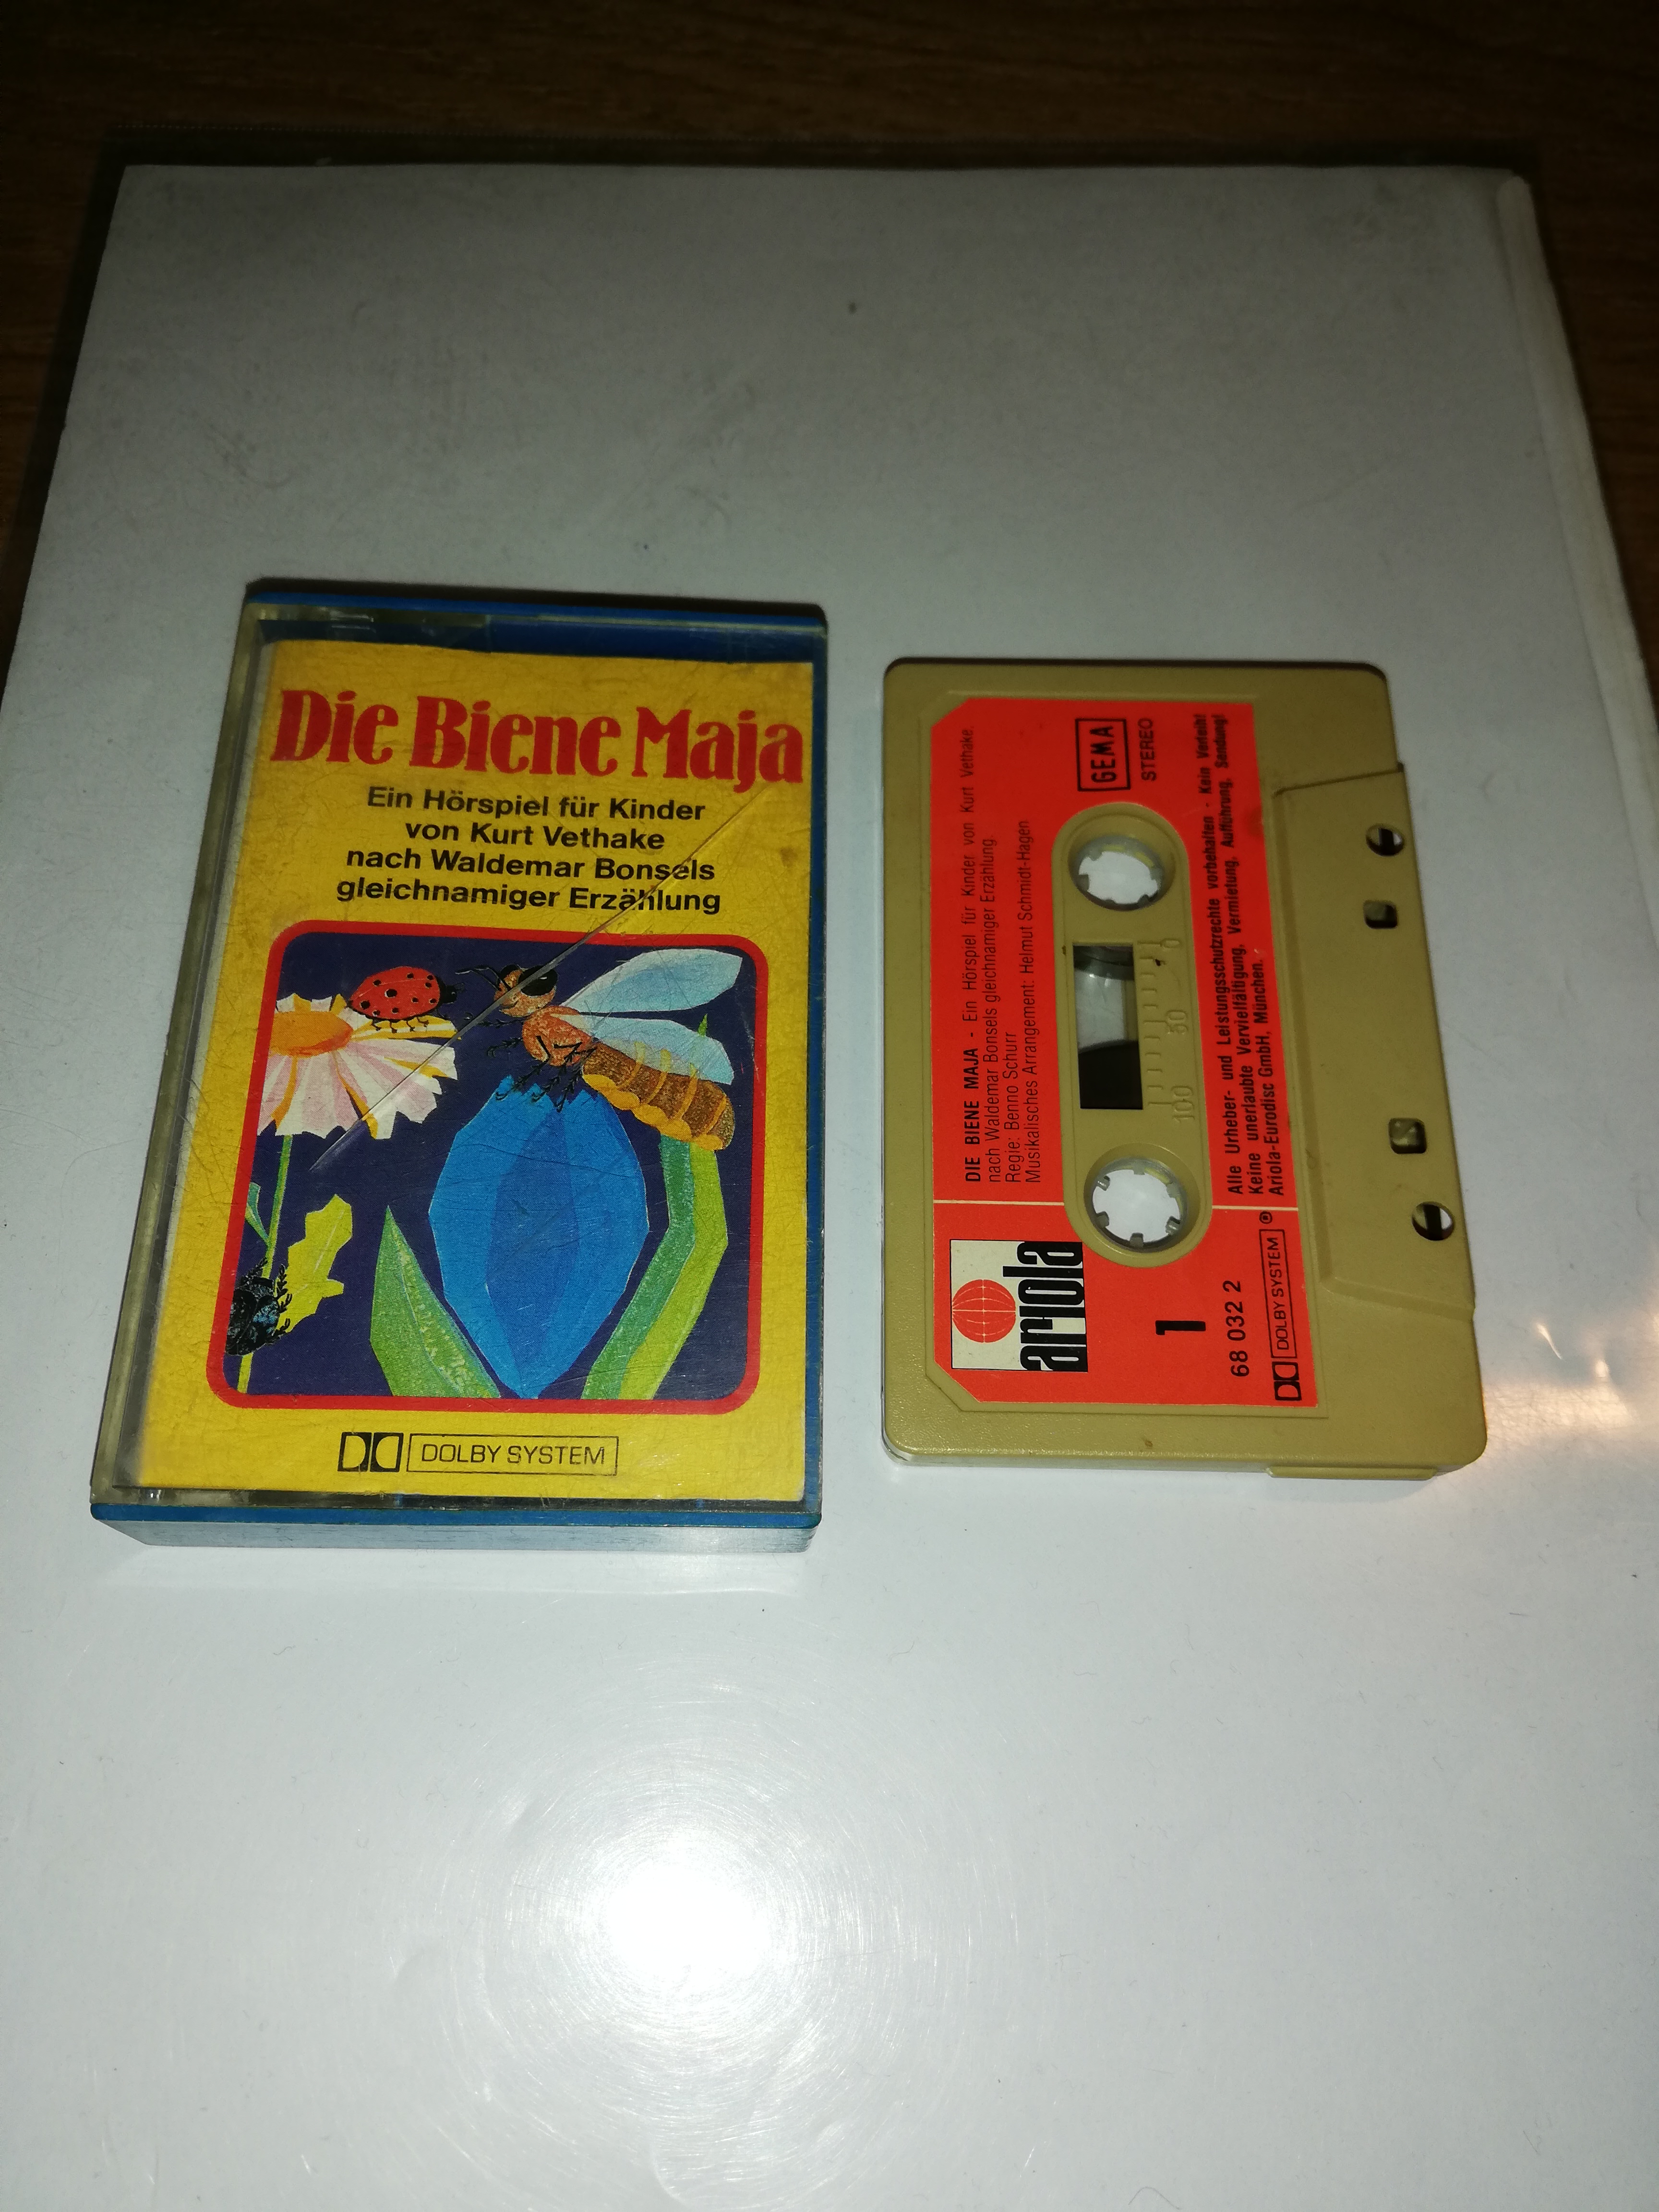 Die Biene Maja
Ein Hörspiel für Kinder
von Kurt Vethake
nach Waldemar Bonsels
gleichnamiger Erzählung
DOLBY SYSTEM
DIE BIENE MAJA - Ein Hörspiel für Kinder von Kurt Vethake.
nach Waldemar Bonsels gleichnamiger Erzählung.
Regie: Benno Schurr
Musikalisches Arrangement: Helmut Schmidt-Hagen
GEMA
STEREO
100 50 0
Alle Urheber- und Leistungsschutzrechte vorbehalten - Kein Verleih!
Keine unerlaubte Vervielfältigung, Vermietung, Aufführung, Sendung!
Ariola-Eurodisc GmbH, München.
ariola
1
68 032 2
DOLBY SYSTEM ®